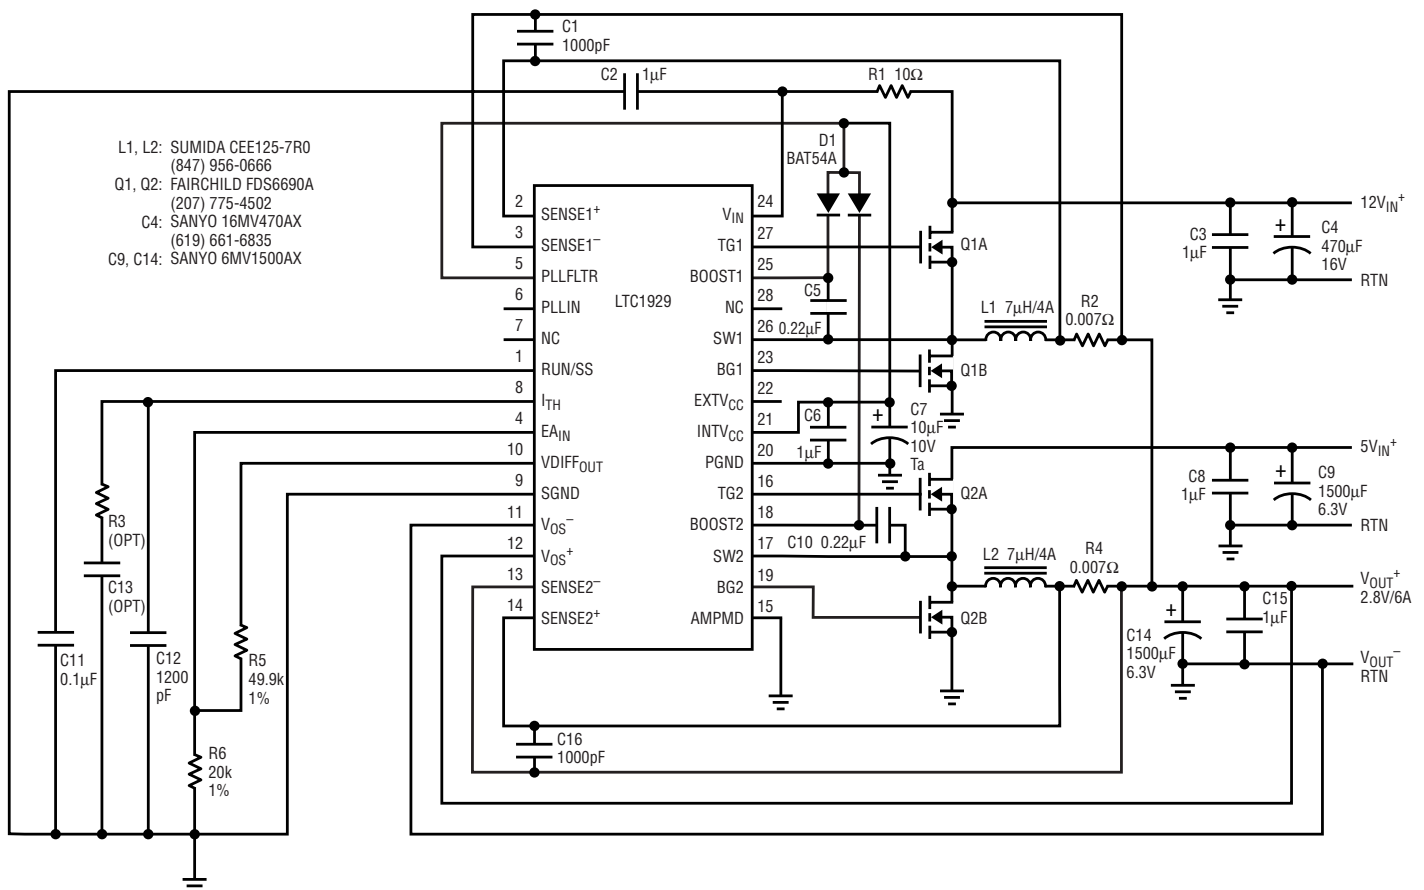 C1
1000pF
C2 1µF
R1 10Ω
D1
BAT54A
L1, L2: SUMIDA CEE125-7R0
(847) 956-0666
Q1, Q2: FAIRCHILD FDS6690A
(207) 775-4502
C4: SANYO 16MV470AX
(619) 661-6835
C9, C14: SANYO 6MV1500AX
LTC1929
2 SENSE1+
3 SENSE1–
5 PLLFLTR
6 PLLIN
7 NC
1 RUN/SS
8 ITH
4 EAIN
10 VDIFFOUT
9 SGND
11 VOS–
12 VOS+
13 SENSE2–
14 SENSE2+
VIN 24
TG1 27
BOOST1 25
NC 28
SW1 26
BG1 23
EXTVCC 22
INTVCC 21
PGND 20
TG2 16
BOOST2 18
SW2 17
BG2 19
AMPMD 15
C5
0.22µF
C6
1µF
+ C7
10µF
10V
Ta
C10 0.22µF
Q1A
Q1B
Q2A
Q2B
L1 7µH/4A
R2
0.007Ω
L2 7µH/4A
R4
0.007Ω
12VIN+
C3
1µF
+ C4
470µF
16V
RTN
5VIN+
C8
1µF
+ C9
1500µF
6.3V
RTN
VOUT+
2.8V/6A
C15
1µF
+
C14
1500µF
6.3V
VOUT–
RTN
R3
(OPT)
C13
(OPT)
C11
0.1µF
C12
1200
pF
R5
49.9k
1%
R6
20k
1%
C16
1000pF